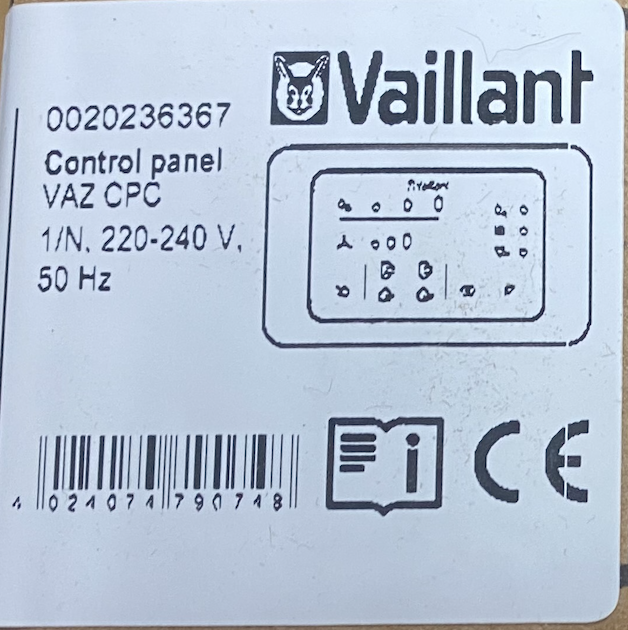 Vaillant
0020236367
Control panel
VAZ CPC
1/N, 220-240 V,
50 Hz
4 024074 790748
CE